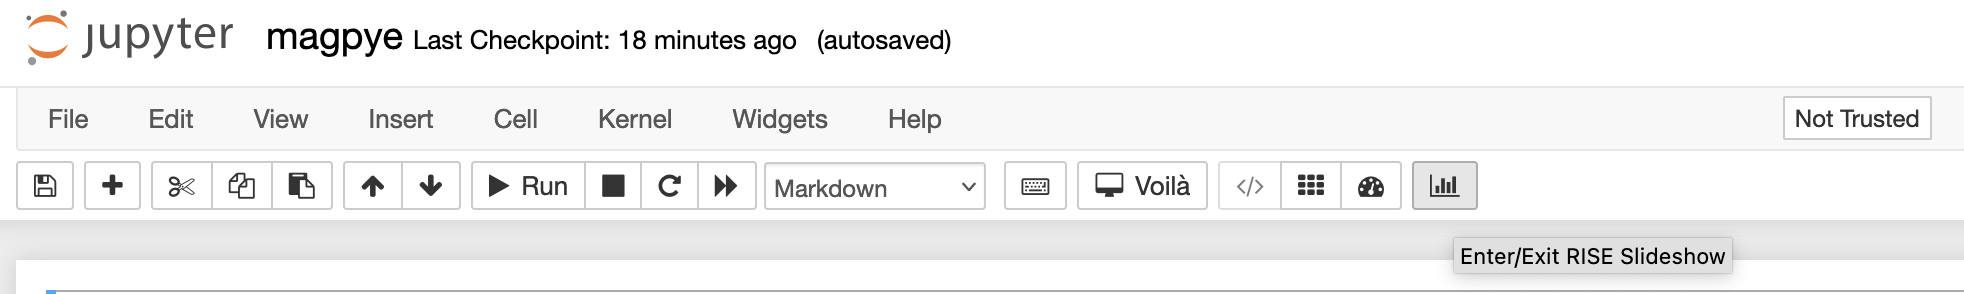 jupyter magpye Last Checkpoint: 18 minutes ago (autosaved)
File Edit View Insert Cell Kernel Widgets Help Not Trusted
Run Markdown Voilà </>
Enter/Exit RISE Slideshow